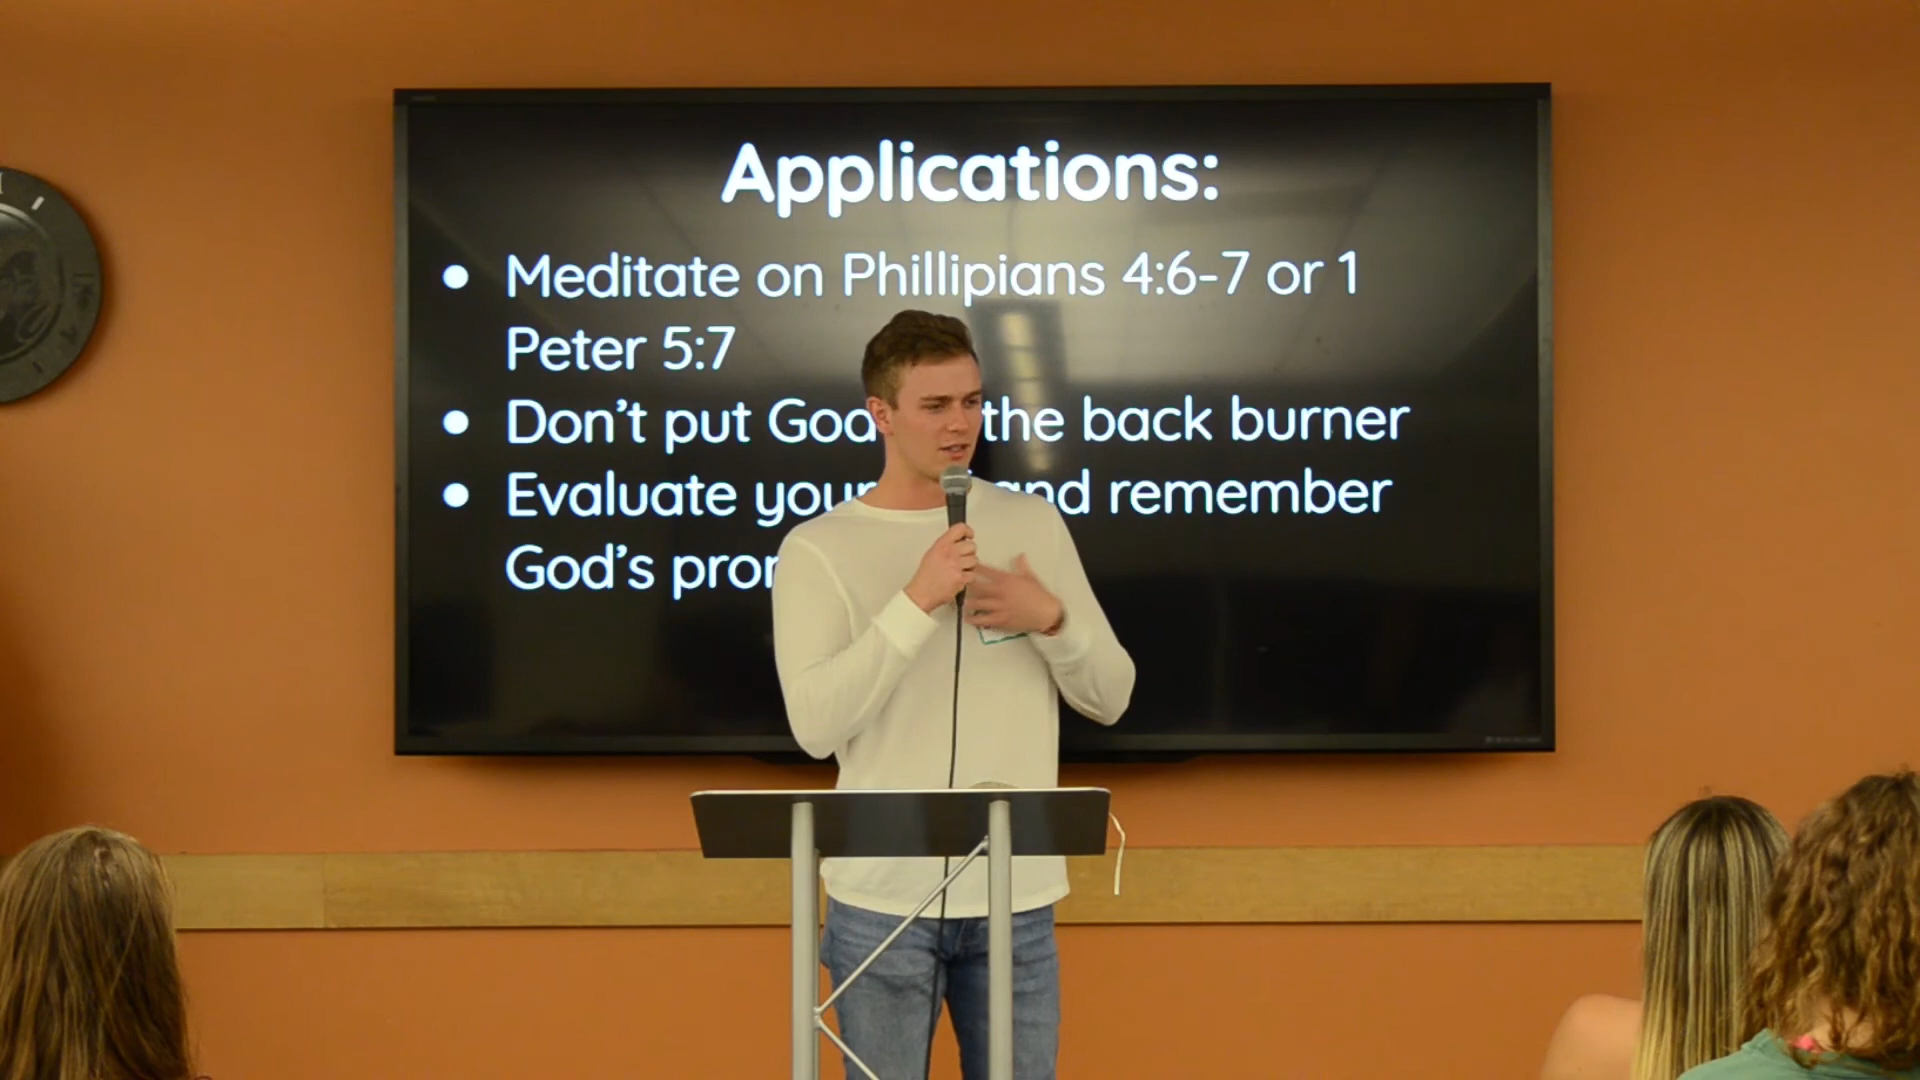 Applications:
• Meditate on Phillipians 4:6-7 or 1
Peter 5:7
• Don't put God the back burner
• Evaluate your and remember
God's